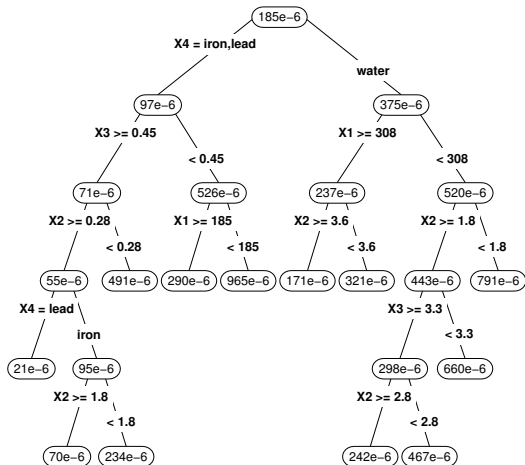 185e−6
X4 = iron,lead
water
97e−6
375e−6
X3 >= 0.45
X1 >= 308
< 0.45
< 308
71e−6
526e−6
237e−6
520e−6
X2 >= 0.28
X1 >= 185
X2 >= 3.6
X2 >= 1.8
< 0.28
< 185
< 3.6
< 1.8
55e−6
491e−6
290e−6
965e−6
171e−6
321e−6
443e−6
791e−6
X4 = lead
X3 >= 3.3
iron
< 3.3
21e−6
95e−6
298e−6
660e−6
X2 >= 1.8
X2 >= 2.8
< 1.8
< 2.8
70e−6
234e−6
242e−6
467e−6